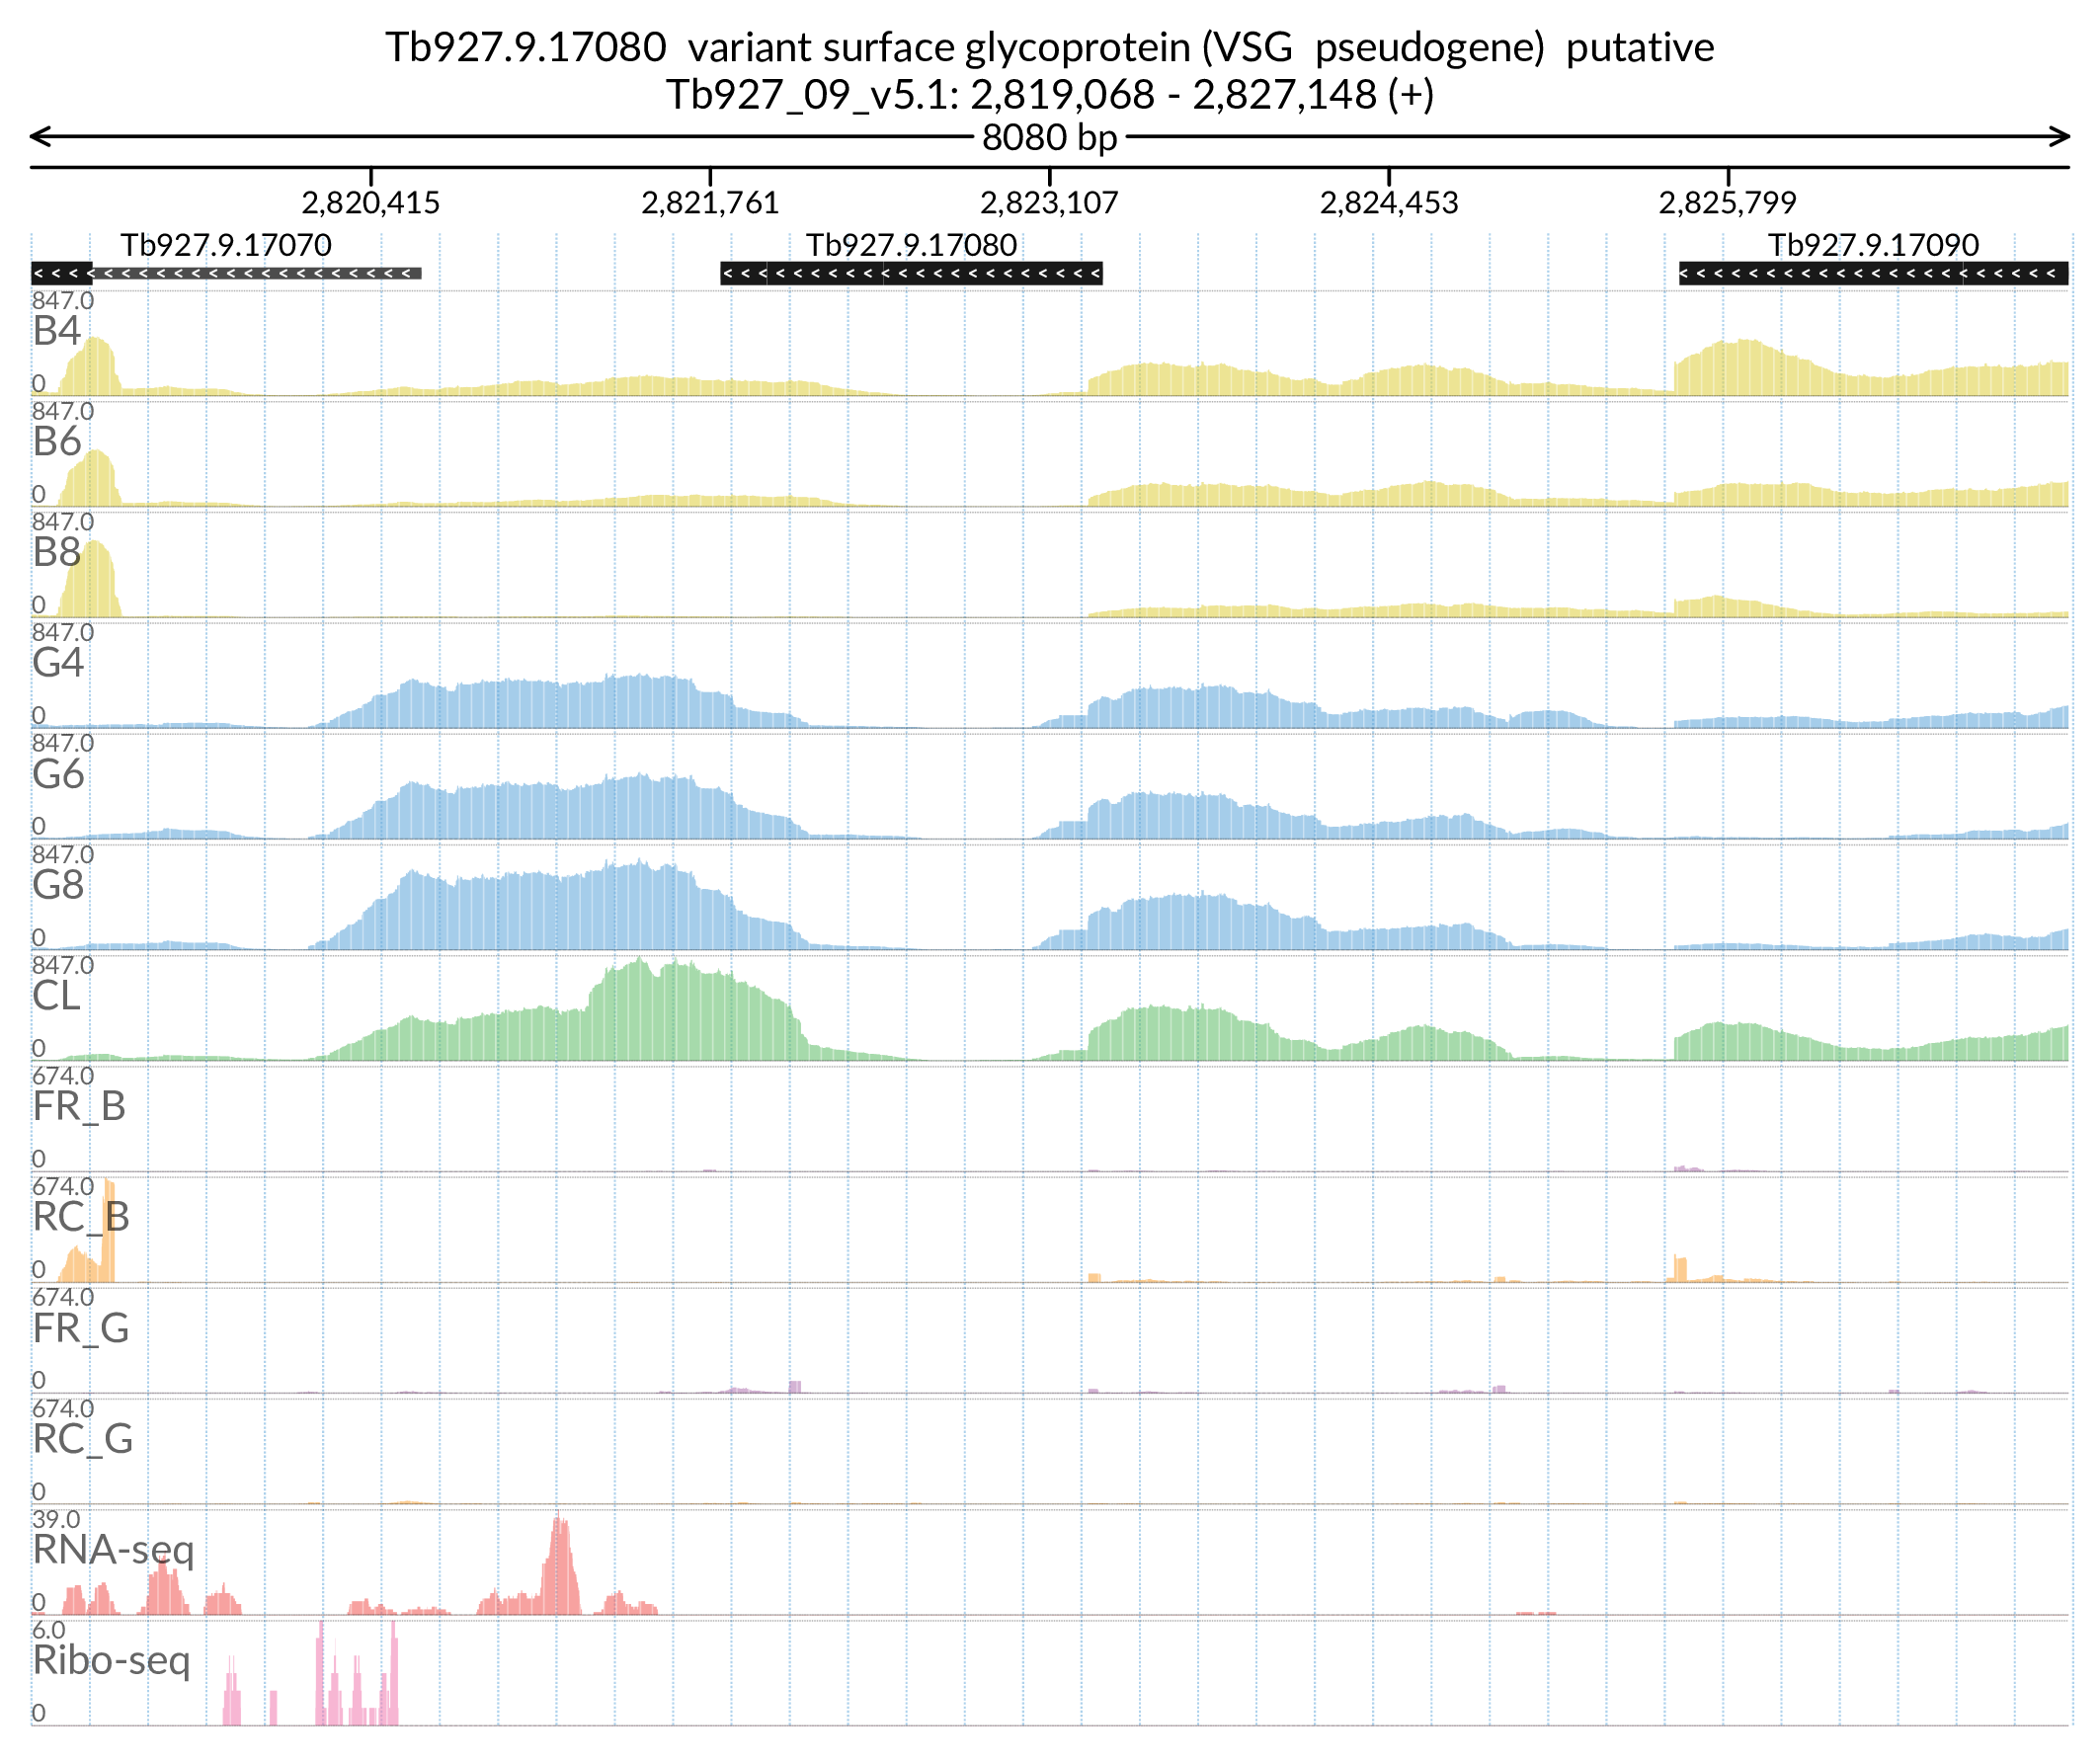 Tb927.9.17080 variant surface glycoprotein (VSG pseudogene) putative
Tb927_09_v5.1: 2,819,068 - 2,827,148 (+)
8080 bp
2,820,415 2,821,761 2,823,107 2,824,453 2,825,799
Tb927.9.17070 Tb927.9.17080 Tb927.9.17090
847.0
B4
0
847.0
B6
0
847.0
B8
0
847.0
G4
0
847.0
G6
0
847.0
G8
0
847.0
CL
0
674.0
FR_B
0
674.0
RC_B
0
674.0
FR_G
0
674.0
RC_G
0
39.0
RNA-seq
0
6.0
Ribo-seq
0